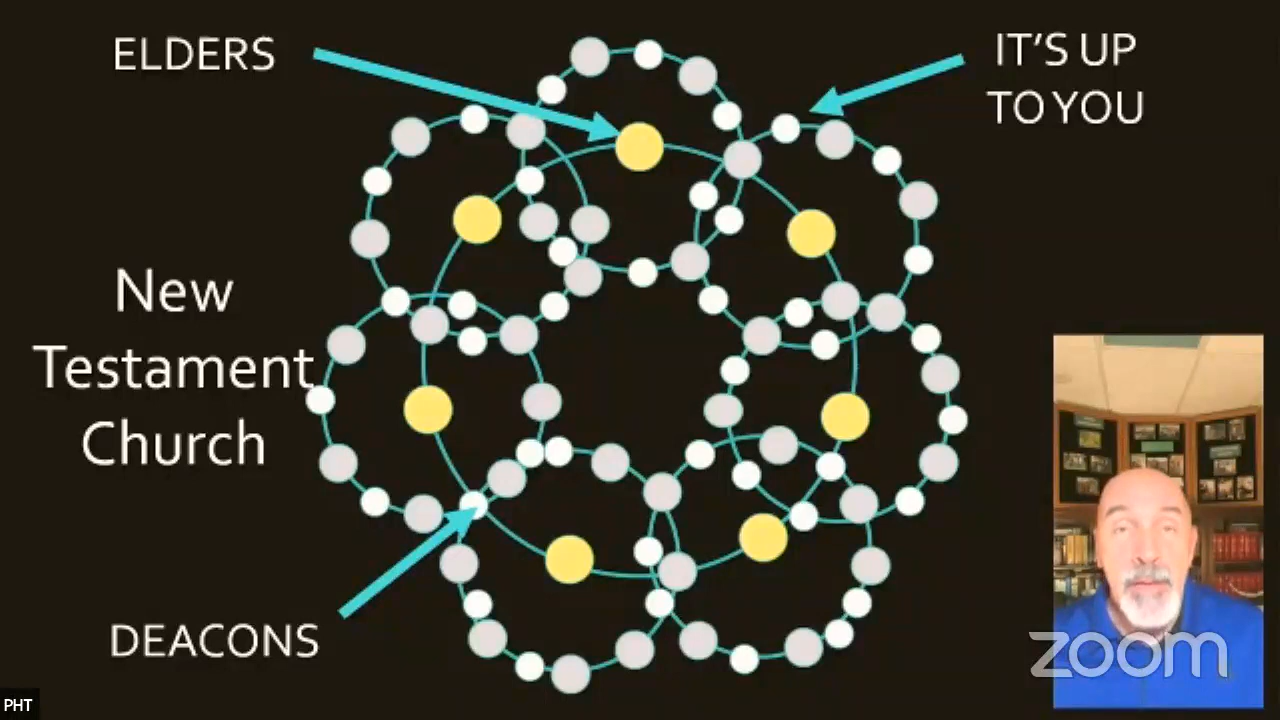 ELDERS
IT'S UP
TO YOU
New
Testament
Church
DEACONS
zoom
PHT